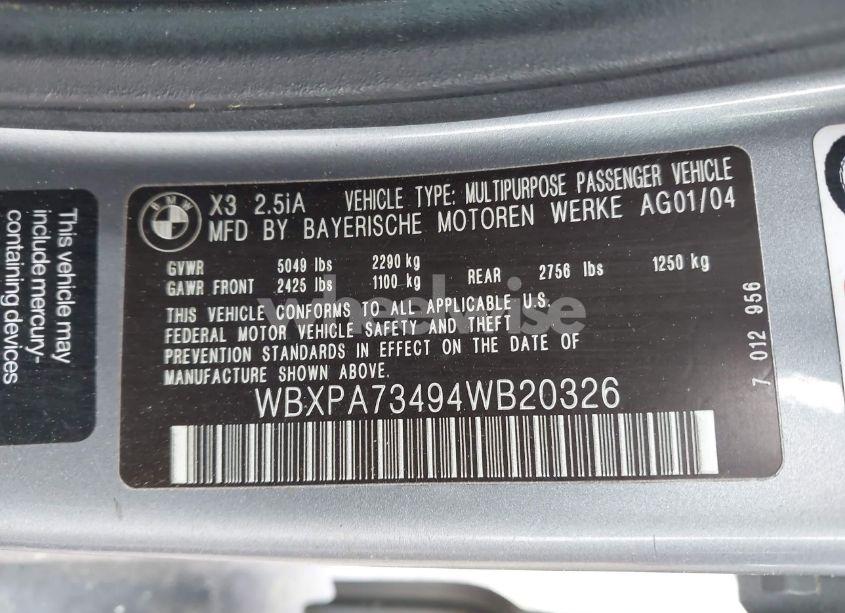 This vehicle may
include mercury-
containing devices
BMW
X3 2.5iA VEHICLE TYPE: MULTIPURPOSE PASSENGER VEHICLE
MFD BY BAYERISCHE MOTOREN WERKE AG01/04
GVWR 5049 lbs 2290 kg
GAWR FRONT 2425 lbs 1100 kg REAR 2756 lbs 1250 kg
THIS VEHICLE CONFORMS TO ALL APPLICABLE U.S.
FEDERAL MOTOR VEHICLE SAFETY AND THEFT
PREVENTION STANDARDS IN EFFECT ON THE DATE OF
MANUFACTURE SHOWN ABOVE.
WBXPA73494WB20326
7 012 956